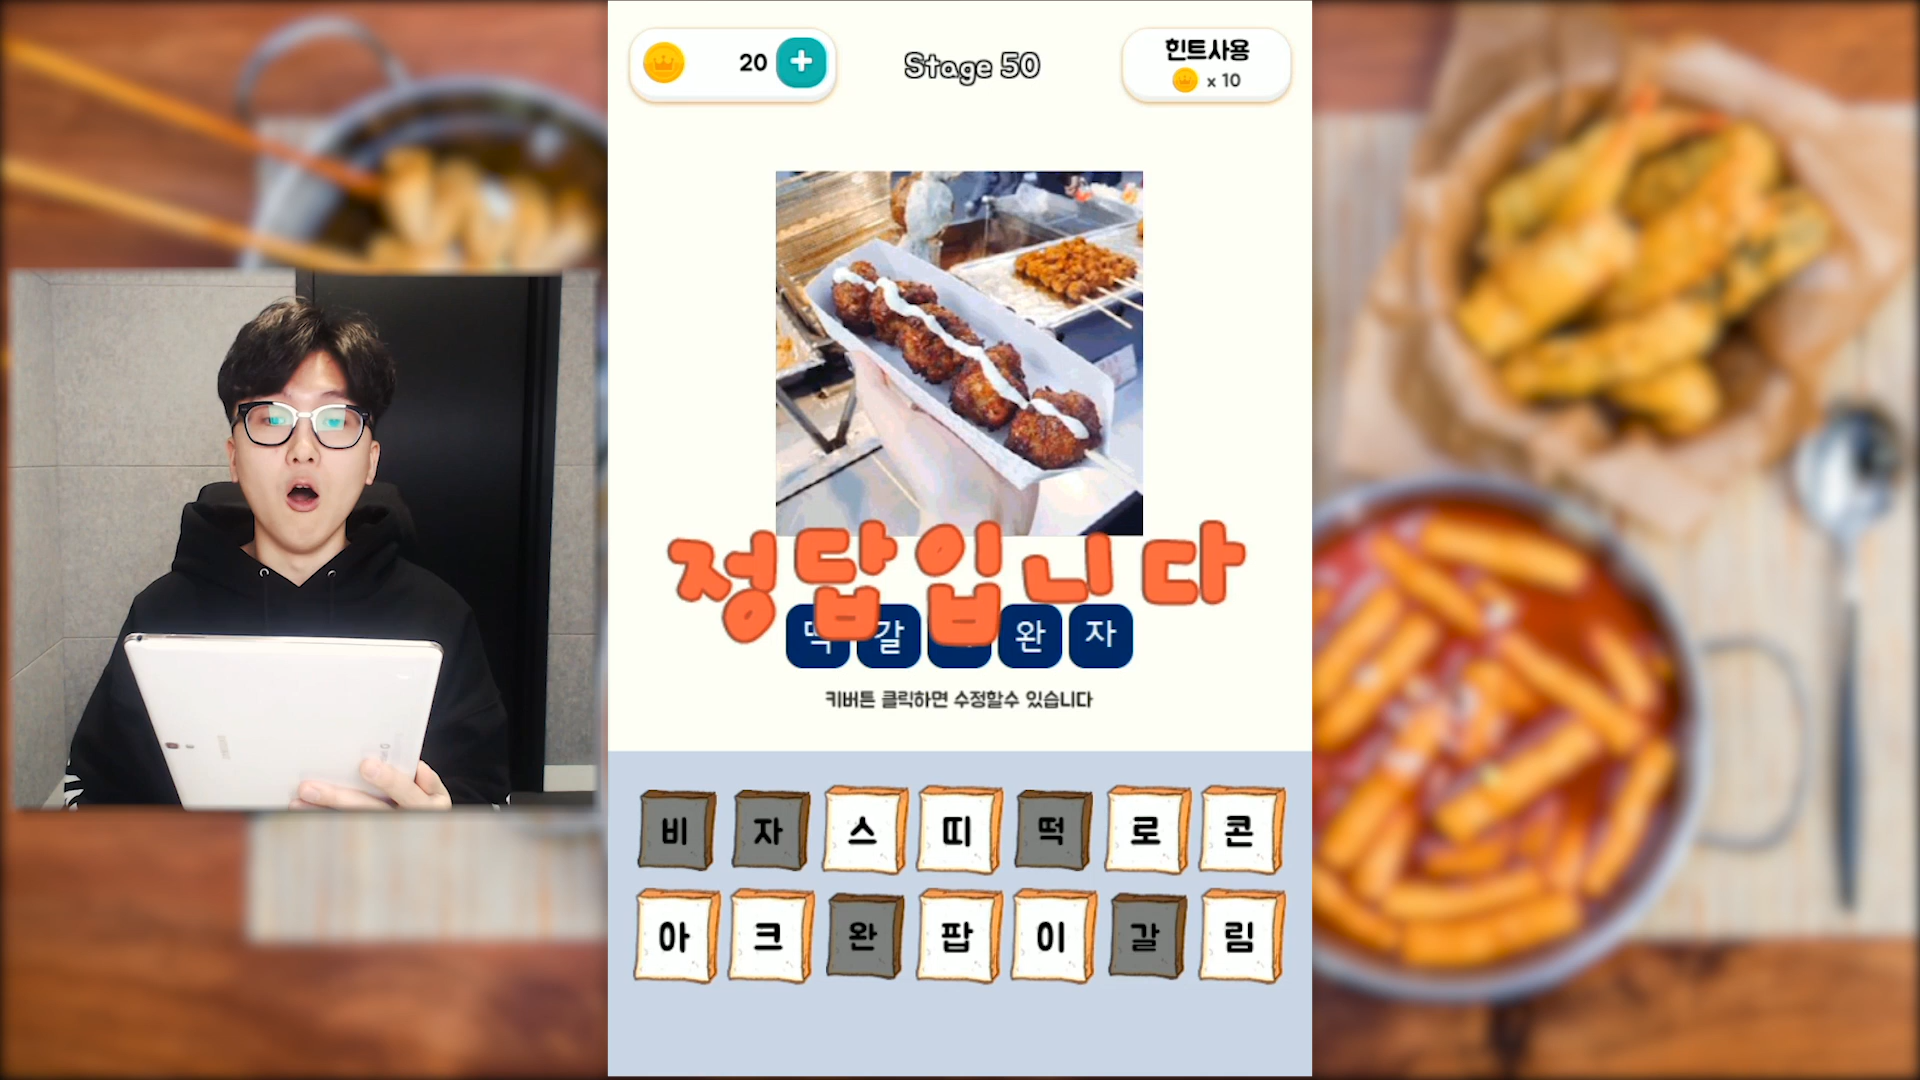 20
+
Stage 50
힌트사용
x 10
정답입니다
떡 갈 완 자
키버튼 클릭하면 수정할수 있습니다
비 자 스 띠 떡 로 콘
아 크 완 팝 이 갈 림